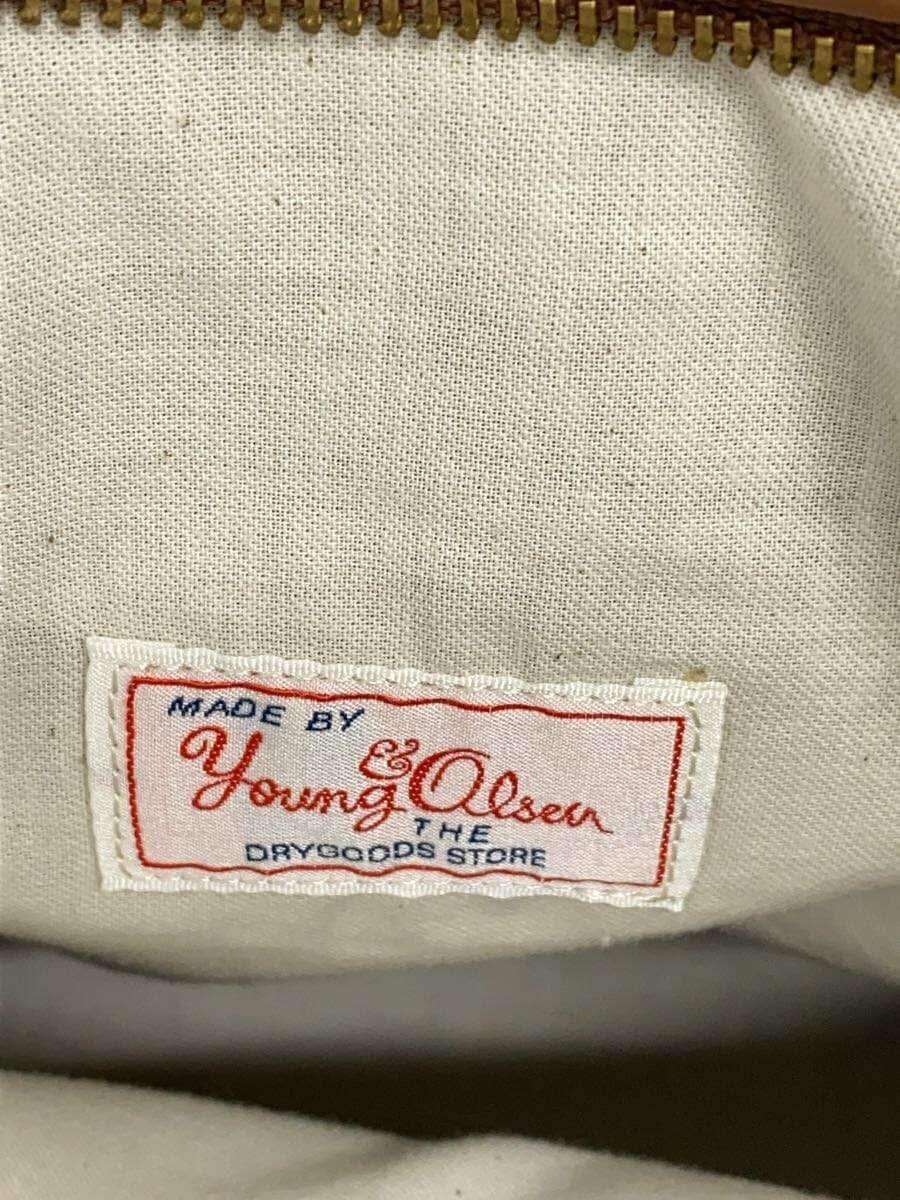 MADE BY
Young & Olsen
THE
DRYGOODS STORE